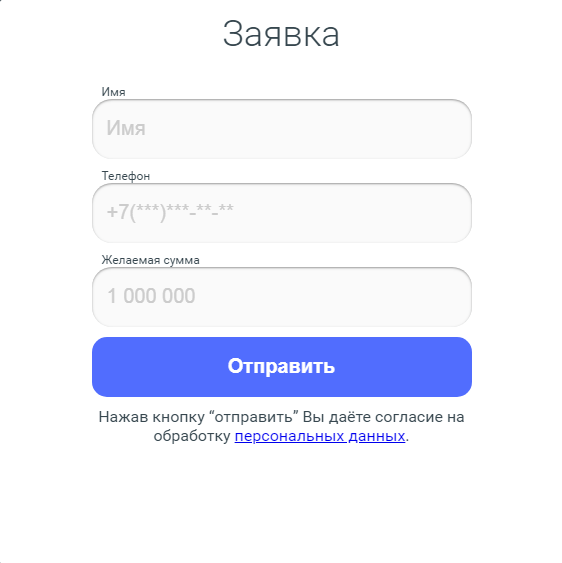 Заявка
Имя
Имя
Телефон
+7(***)***-**-**
Желаемая сумма
1 000 000
Отправить
Нажав кнопку “отправить” Вы даёте согласие на
обработку персональных данных.